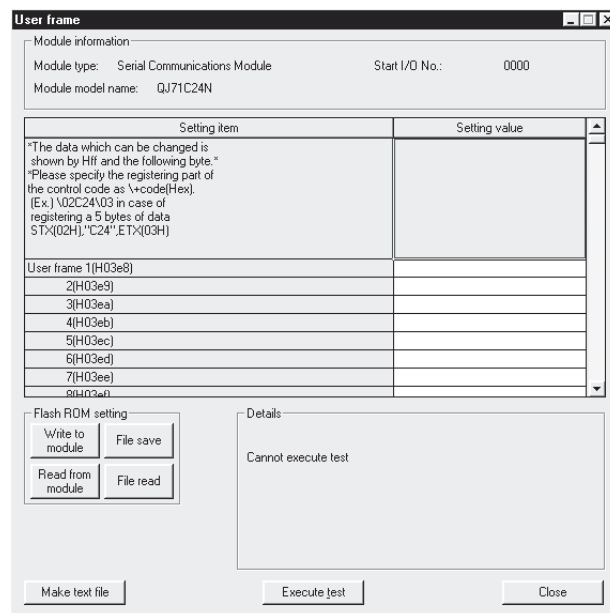 User frame
Module information
Module type: Serial Communications Module Start I/O No.: 0000
Module model name: QJ71C24N
Setting item Setting value
*The data which can be changed is
shown by Hff and the following byte.*
*Please specify the registering part of
the control code as \+code(Hex).
(Ex.) \02C24\03 in case of
registering a 5 bytes of data
STX(02H),"C24",ETX(03H)
User frame 1(H03e8)
2(H03e9)
3(H03ea)
4(H03eb)
5(H03ec)
6(H03ed)
7(H03ee)
8(H03ef)
Flash ROM setting
Write to
module
File save
Read from
module
File read
Details
Cannot execute test
Make text file Execute test Close